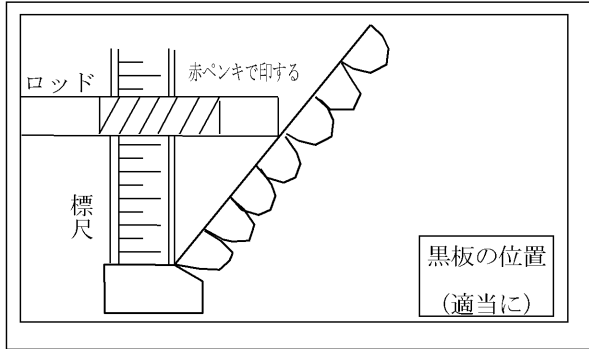 赤ペンキで印する
ロッド
標尺
黒板の位置
(適当に)